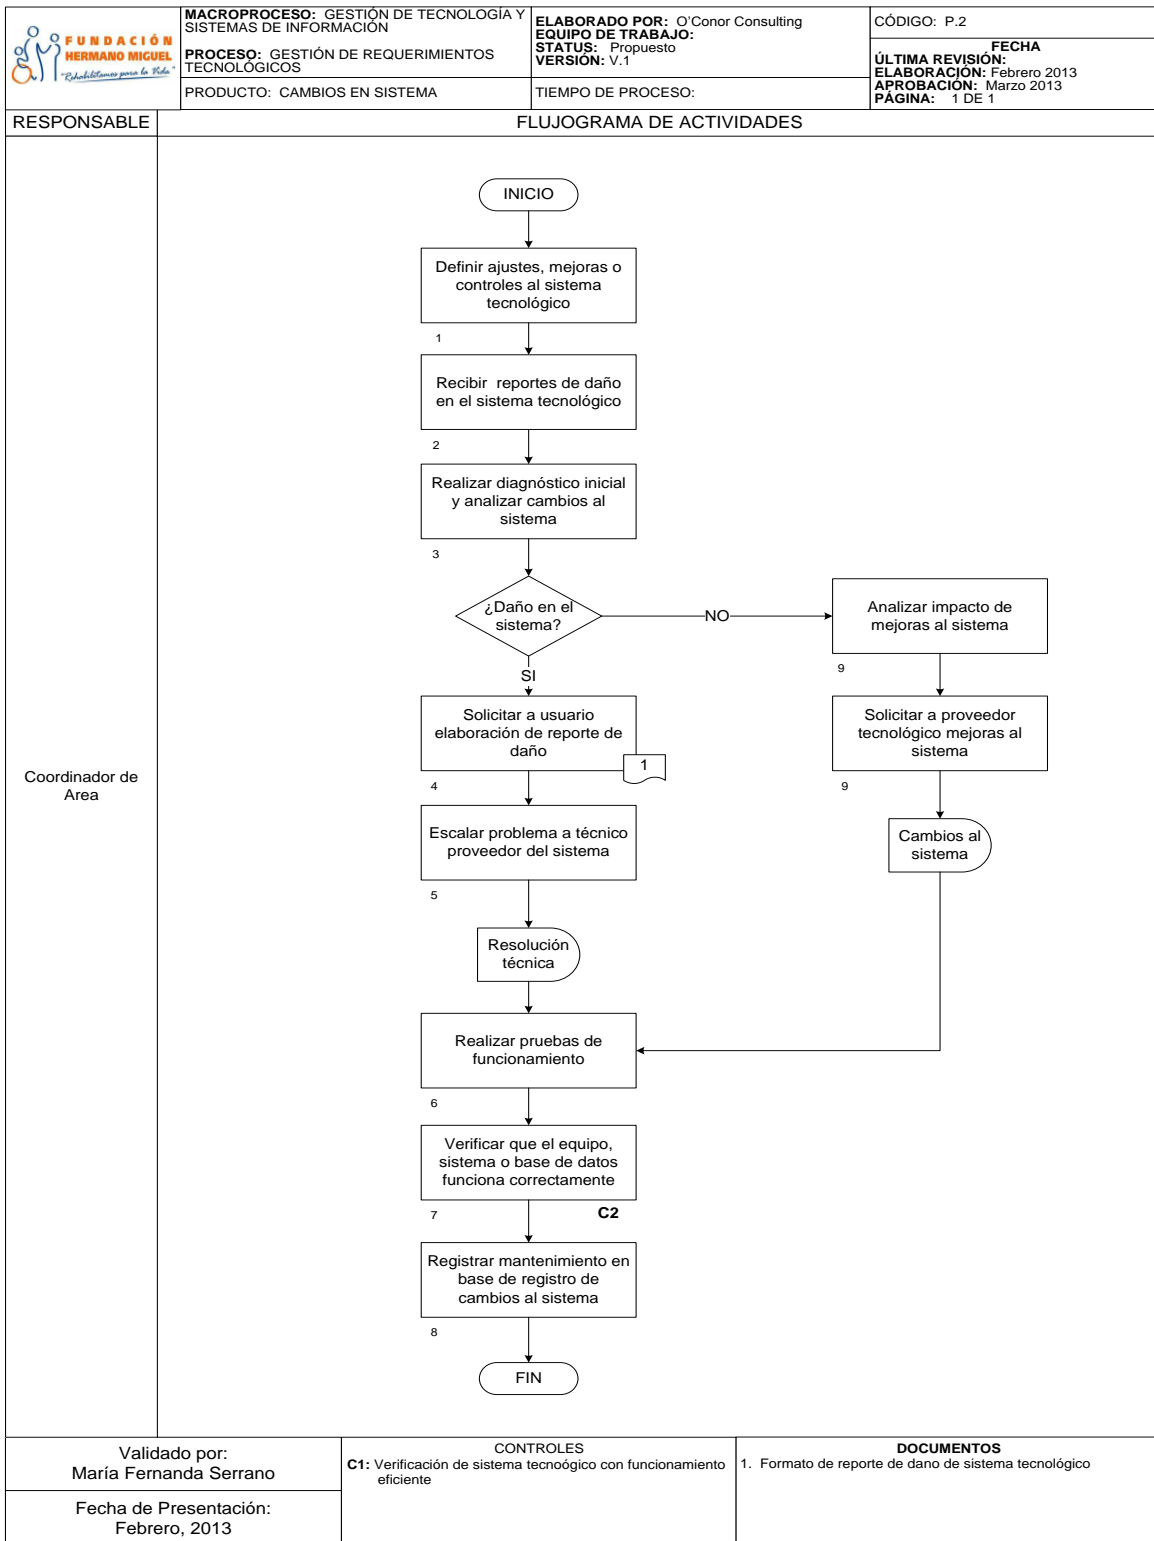 FUNDACIÓN
HERMANO MIGUEL
"Rehabilitamos para la Vida"
MACROPROCESO: GESTIÓN DE TECNOLOGÍA Y
SISTEMAS DE INFORMACIÓN
PROCESO: GESTIÓN DE REQUERIMIENTOS
TECNOLÓGICOS
PRODUCTO: CAMBIOS EN SISTEMA
ELABORADO POR: O'Conor Consulting
EQUIPO DE TRABAJO:
STATUS: Propuesto
VERSIÓN: V.1
TIEMPO DE PROCESO:
CÓDIGO: P.2
FECHA
ÚLTIMA REVISIÓN:
ELABORACIÓN: Febrero 2013
APROBACIÓN: Marzo 2013
PÁGINA: 1 DE 1
RESPONSABLE
FLUJOGRAMA DE ACTIVIDADES
Coordinador de
Area
INICIO
Definir ajustes, mejoras o
controles al sistema
tecnológico
1
Recibir reportes de daño
en el sistema tecnológico
2
Realizar diagnóstico inicial
y analizar cambios al
sistema
3
¿Daño en el
sistema?
NO
Analizar impacto de
mejoras al sistema
9
SI
Solicitar a usuario
elaboración de reporte de
daño
1
4
Solicitar a proveedor
tecnológico mejoras al
sistema
9
Escalar problema a técnico
proveedor del sistema
5
Cambios al
sistema
Resolución
técnica
Realizar pruebas de
funcionamiento
6
Verificar que el equipo,
sistema o base de datos
funciona correctamente
7
C2
Registrar mantenimiento en
base de registro de
cambios al sistema
8
FIN
Validado por:
María Fernanda Serrano
Fecha de Presentación:
Febrero, 2013
CONTROLES
C1: Verificación de sistema tecnoógico con funcionamiento
eficiente
DOCUMENTOS
1. Formato de reporte de dano de sistema tecnológico